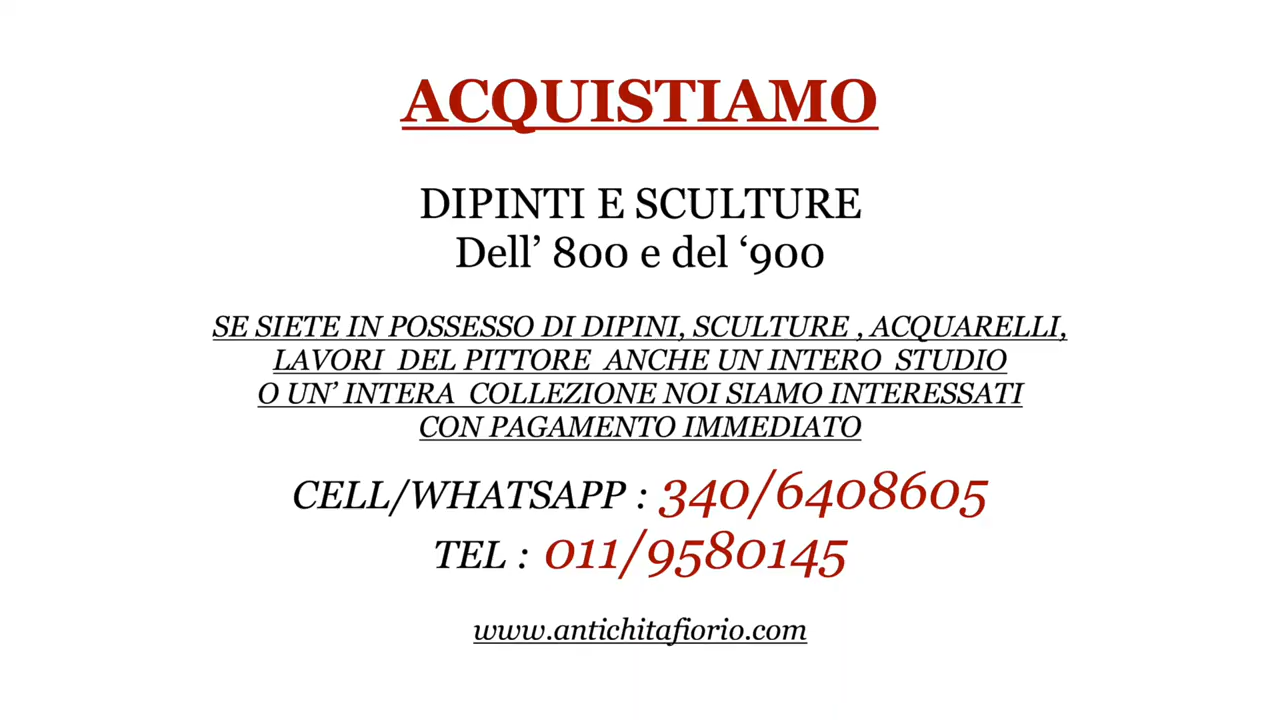 ACQUISTIAMO
DIPINTI E SCULTURE
Dell’ 800 e del ‘900
SE SIETE IN POSSESSO DI DIPINI, SCULTURE , ACQUARELLI,
LAVORI DEL PITTORE ANCHE UN INTERO STUDIO
O UN’ INTERA COLLEZIONE NOI SIAMO INTERESSATI
CON PAGAMENTO IMMEDIATO
CELL/WHATSAPP : 340/6408605
TEL : 011/9580145
www.antichitafiorio.com